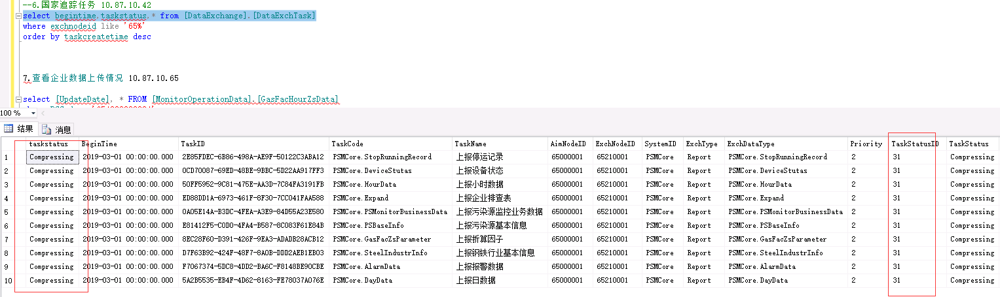 --6.国家追踪任务 10.87.10.42
select begintime,taskstatus,* from [DataExchange].[DataExchTask]
where exchnodeid like '65%'
order by taskcreatetime desc
7.查看企业数据上传情况 10.87.10.65
select [UpdateDate], * FROM [MonitorOperationData].[GasFacHourZsData]
100 %
结果 消息
taskstatus BeginTime TaskID TaskCode TaskName AimNodeID ExchNodeID SystemID ExchType ExchDataType Priority TaskStatusID TaskStatus
1 Compressing 2019-03-01 00:00:00.000 2E85FDEC-6B86-498A-AE9F-50122C3ABA12 PSMCore.StopRunningRecord 上报停运记录 65000001 65210001 PSMCore Report PSMCore.StopRunningRecord 2 31 Compressing
2 Compressing 2019-03-01 00:00:00.000 0CD70087-69ED-48BE-9BBC-5D22AA917FF3 PSMCore.DeviceStutas 上报设备状态 65000001 65210001 PSMCore Report PSMCore.DeviceStutas 2 31 Compressing
3 Compressing 2019-03-01 00:00:00.000 50FF5952-9C81-475E-AA3D-7C84FA3191FB PSMCore.HourData 上报小时数据 65000001 65210001 PSMCore Report PSMCore.HourData 2 31 Compressing
4 Compressing 2019-03-01 00:00:00.000 ED88DD1A-6973-461F-8F30-7CC041FAA588 PSMCore.Expand 上报企业排查表 65000001 65210001 PSMCore Report PSMCore.Expand 2 31 Compressing
5 Compressing 2019-03-01 00:00:00.000 0A05E14A-B3DC-4FEA-A3E9-84D55A23E580 PSMCore.PSMonitorBusinessData 上报污染源监控业务数据 65000001 65210001 PSMCore Report PSMCore.PSMonitorBusinessData 2 31 Compressing
6 Compressing 2019-03-01 00:00:00.000 E81412F5-C0D0-4FA4-B587-8C083F61E84B PSMCore.PSBaseInfo 上报污染源基本信息 65000001 65210001 PSMCore Report PSMCore.PSBaseInfo 2 31 Compressing
7 Compressing 2019-03-01 00:00:00.000 8EC28F60-D391-426F-9EA3-ADADB28ACB12 PSMCore.GasFacZsParameter 上报折算因子 65000001 65210001 PSMCore Report PSMCore.GasFacZsParameter 2 31 Compressing
8 Compressing 2019-03-01 00:00:00.000 D7F63B92-424F-48F7-8A0B-DDD2AEB1EB03 PSMCore.SteelIndustrInfo 上报钢铁行业基本信息 65000001 65210001 PSMCore Report PSMCore.SteelIndustrInfo 2 31 Compressing
9 Compressing 2019-03-01 00:00:00.000 F7067374-5DC8-4DD2-BA6C-F8148BE90CBE PSMCore.AlarmData 上报报警数据 65000001 65210001 PSMCore Report PSMCore.AlarmData 2 31 Compressing
10 Compressing 2019-03-01 00:00:00.000 5A2B5535-EB4F-4D62-8163-FE78037A076E PSMCore.DayData 上报日数据 65000001 65210001 PSMCore Report PSMCore.DayData 2 31 Compressing